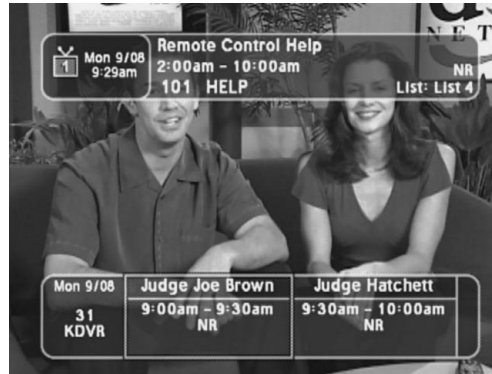 N E T
1
Mon 9/08
9:29am
Remote Control Help
2:00am - 10:00am
NR
101 HELP
List: List 4
Mon 9/08
31
KDVR
Judge Joe Brown
9:00am - 9:30am
NR
Judge Hatchett
9:30am - 10:00am
NR